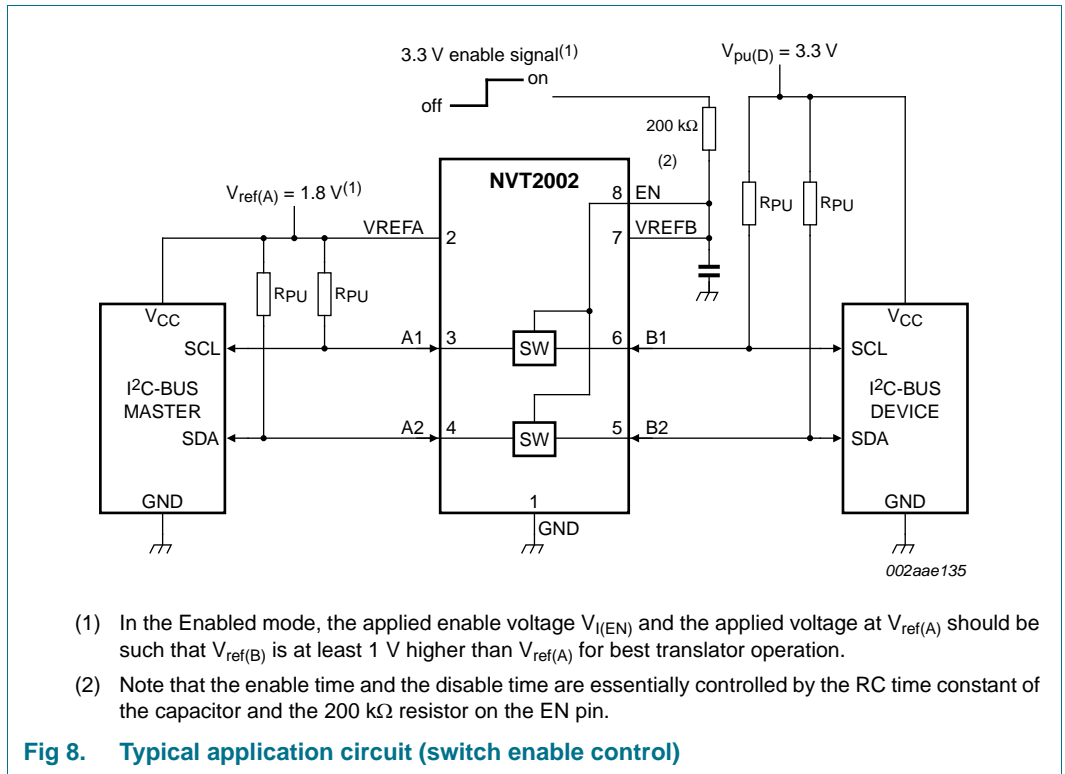 3.3 V enable signal(1)
off
on
Vpu(D) = 3.3 V
200 kΩ
(2)
NVT2002
Vref(A) = 1.8 V(1)
VREFA
2
8
EN
7
VREFB
RPU
RPU
RPU
RPU
VCC
SCL
I2C-BUS
MASTER
SDA
GND
A1
3
SW
6
B1
A2
4
SW
5
B2
1
GND
VCC
SCL
I2C-BUS
DEVICE
SDA
GND
002aae135
(1) In the Enabled mode, the applied enable voltage VI(EN) and the applied voltage at Vref(A) should be
such that Vref(B) is at least 1 V higher than Vref(A) for best translator operation.
(2) Note that the enable time and the disable time are essentially controlled by the RC time constant of
the capacitor and the 200 kΩ resistor on the EN pin.
Fig 8. Typical application circuit (switch enable control)